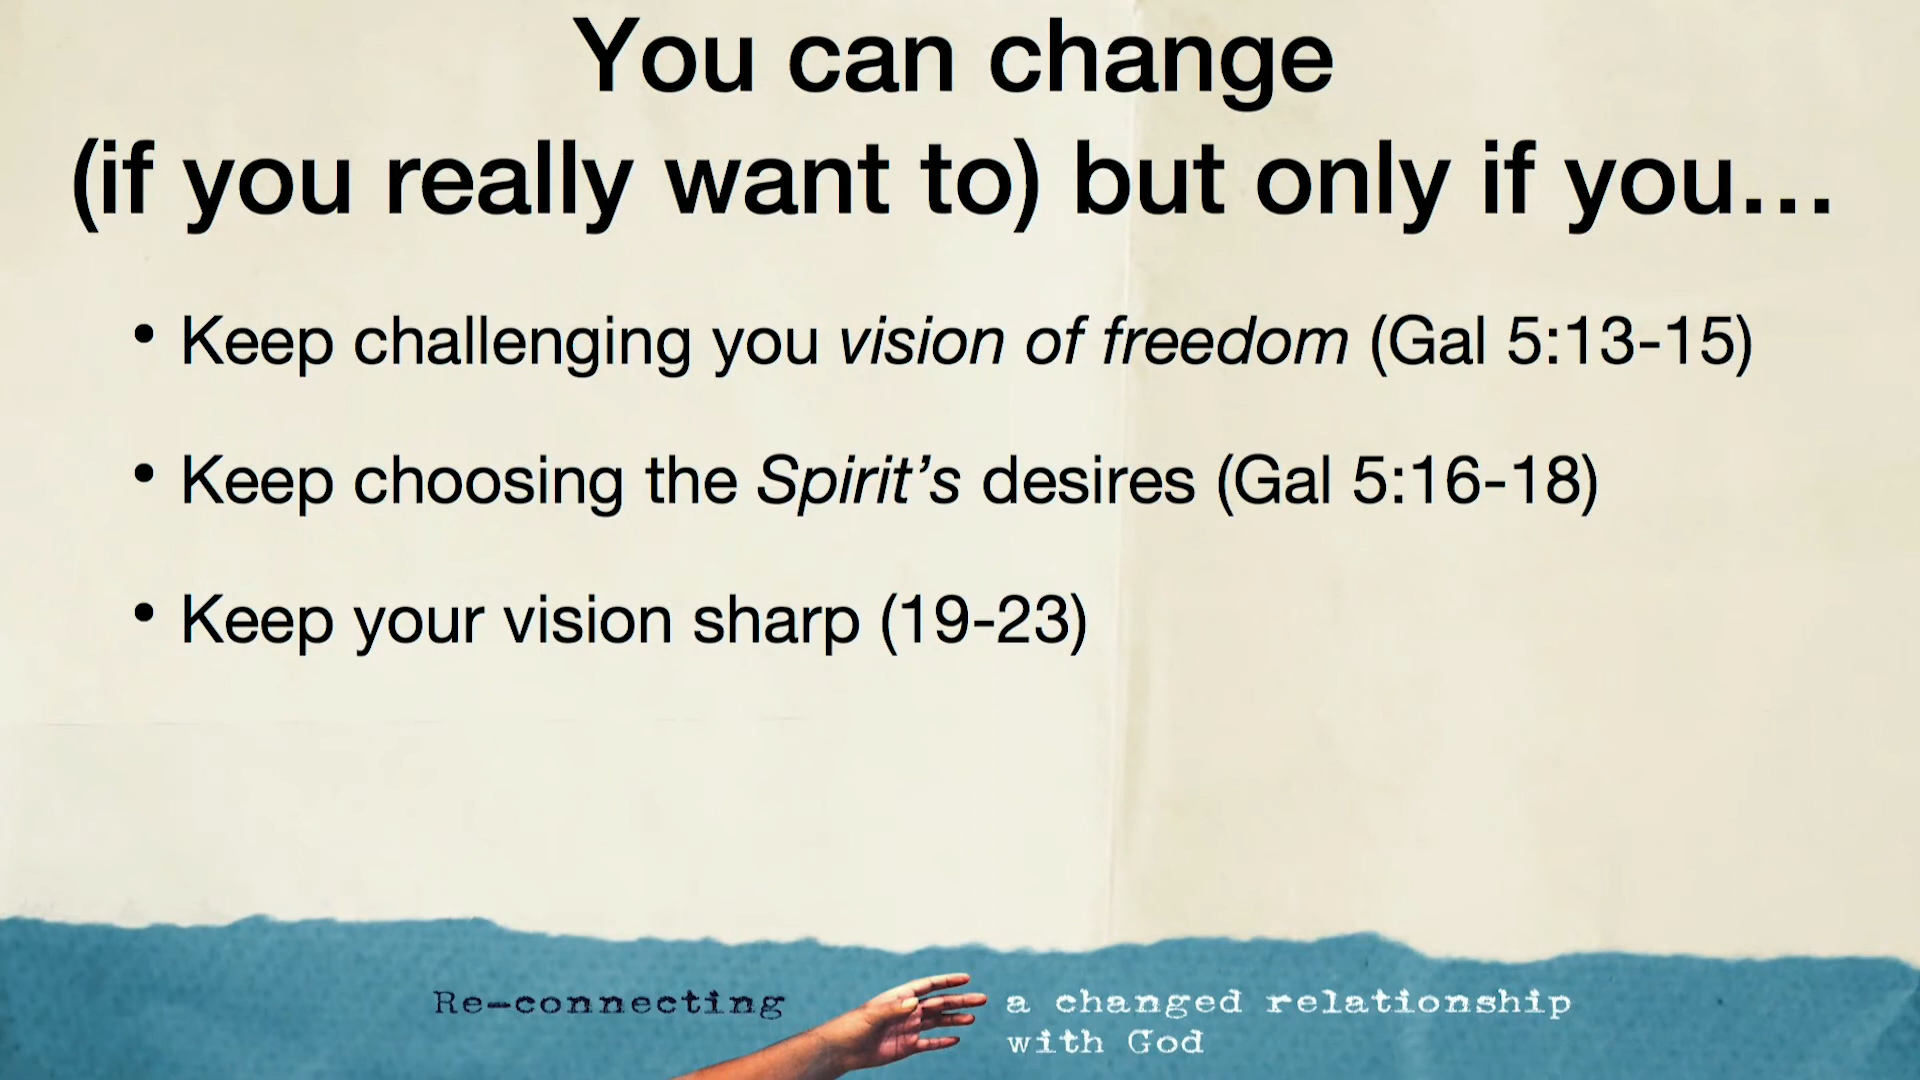 You can change
(if you really want to) but only if you…
• Keep challenging you vision of freedom (Gal 5:13-15)
• Keep choosing the Spirit’s desires (Gal 5:16-18)
• Keep your vision sharp (19-23)
Re-connecting
a changed relationship
with God